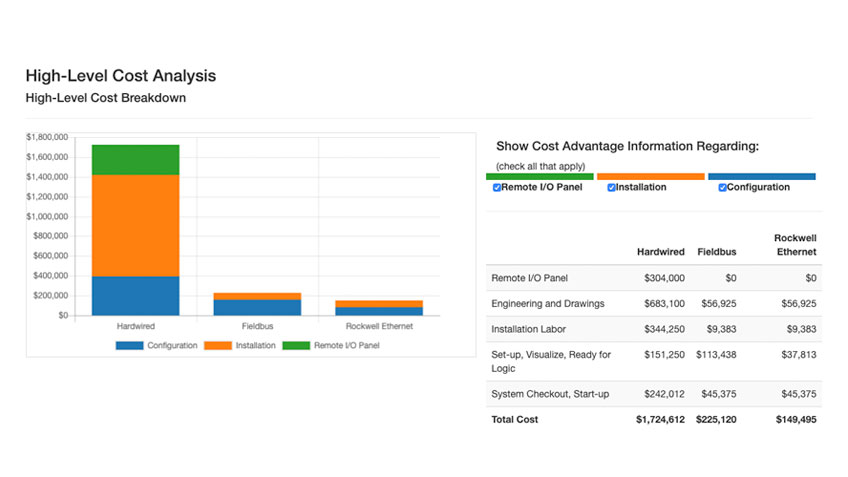 High-Level Cost Analysis
High-Level Cost Breakdown
$1,800,000
$1,600,000
$1,400,000
$1,200,000
$1,000,000
$800,000
$600,000
$400,000
$200,000
$0
Hardwired Fieldbus Rockwell Ethernet
Configuration Installation Remote I/O Panel
Show Cost Advantage Information Regarding:
(check all that apply)
Remote I/O Panel Installation Configuration
Rockwell
Hardwired Fieldbus Ethernet
Remote I/O Panel $304,000 $0 $0
Engineering and Drawings $683,100 $56,925 $56,925
Installation Labor $344,250 $9,383 $9,383
Set-up, Visualize, Ready for $151,250 $113,438 $37,813
Logic
System Checkout, Start-up $242,012 $45,375 $45,375
Total Cost $1,724,612 $225,120 $149,495